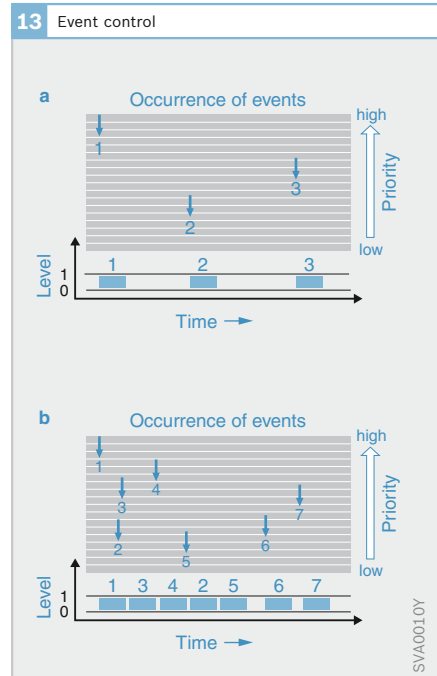 13 Event control
a Occurrence of events
high
1
3
2
Priority
low
1 2 3
Level
1
0
Time
b Occurrence of events
high
1
4
3
7
2
6
5
Priority
low
1 3 4 2 5 6 7
Level
1
0
Time
SVA0010Y